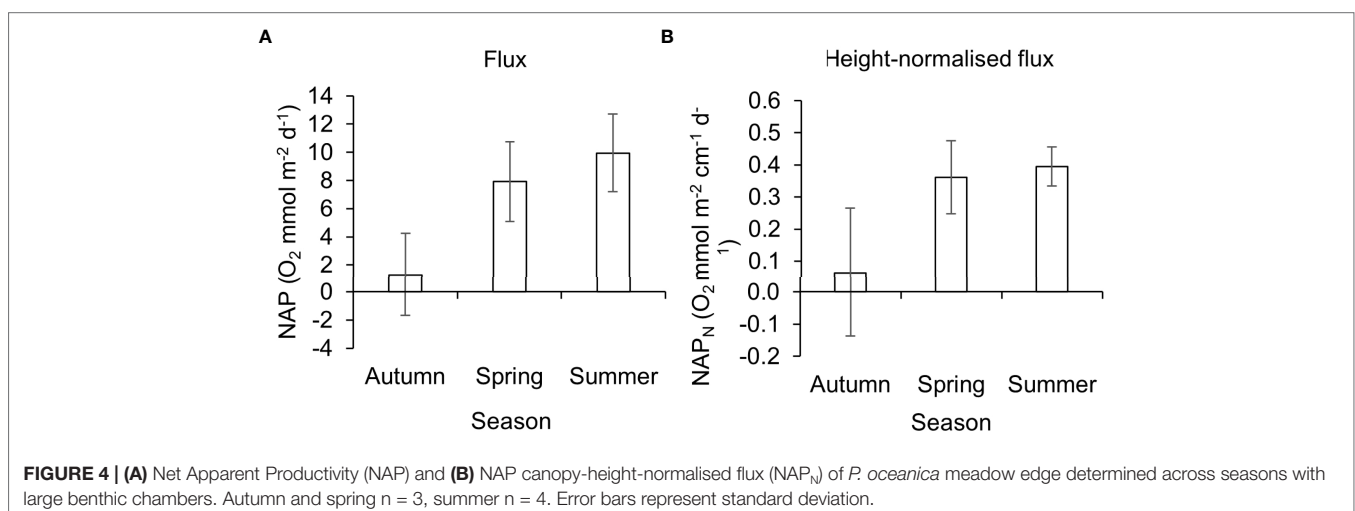 A
Flux
NAP (O₂ mmol m⁻² d⁻¹)
14
12
10
8
6
4
2
0
-2
-4
Autumn Spring Summer
Season
B
Height-normalised flux
NAP_N (O₂ mmol m⁻² cm⁻¹ d⁻
¹)
0.6
0.5
0.4
0.3
0.2
0.1
0.0
-0.1
-0.2
Autumn Spring Summer
Season
FIGURE 4 | (A) Net Apparent Productivity (NAP) and (B) NAP canopy-height-normalised flux (NAP_N) of P. oceanica meadow edge determined across seasons with
large benthic chambers. Autumn and spring n = 3, summer n = 4. Error bars represent standard deviation.